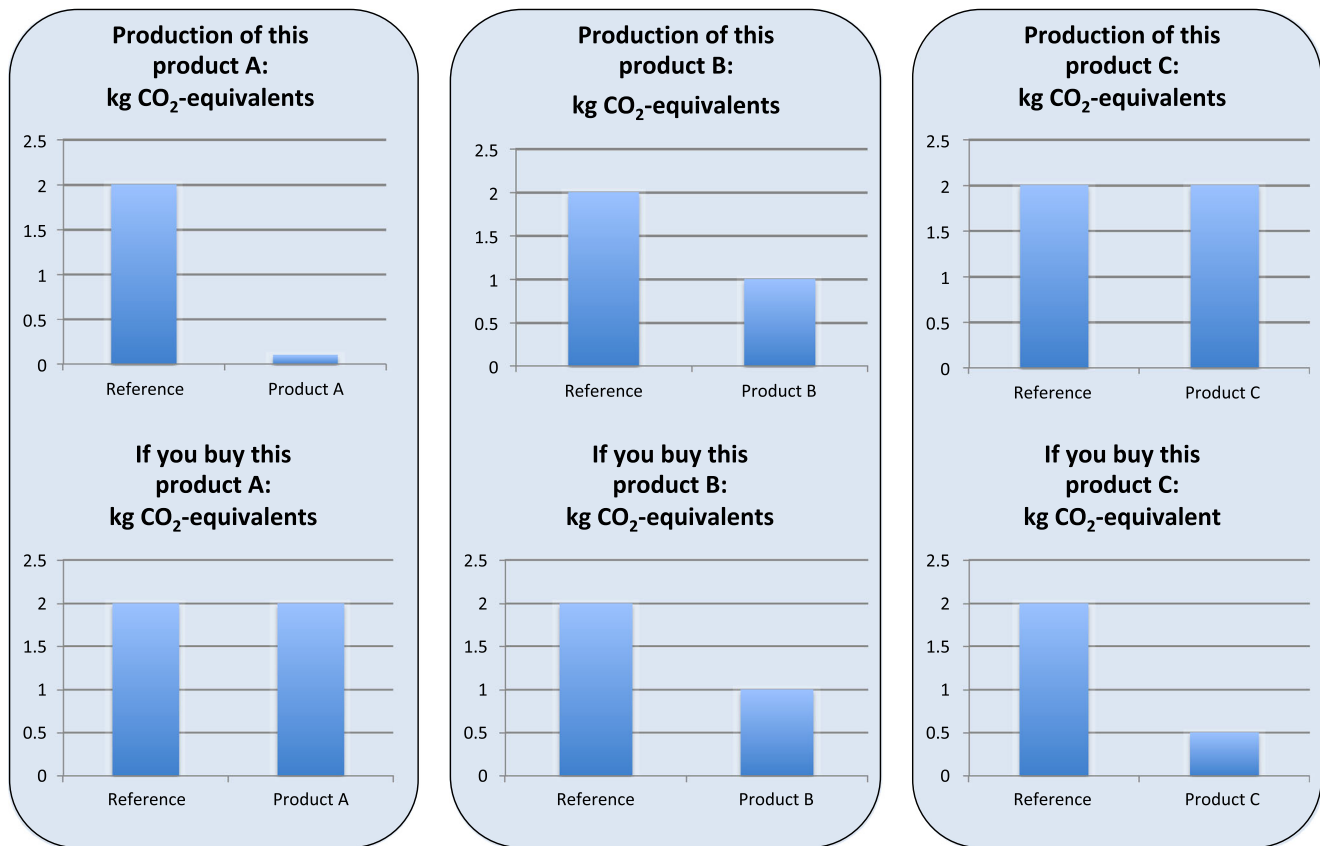 Production of this
product A:
kg CO₂-equivalents
2.5
2
1.5
1
0.5
0
Reference
Product A
If you buy this
product A:
kg CO₂-equivalents
2.5
2
1.5
1
0.5
0
Reference
Product A
Production of this
product B:
kg CO₂-equivalents
2.5
2
1.5
1
0.5
0
Reference
Product B
If you buy this
product B:
kg CO₂-equivalents
2.5
2
1.5
1
0.5
0
Reference
Product B
Production of this
product C:
kg CO₂-equivalents
2.5
2
1.5
1
0.5
0
Reference
Product C
If you buy this
product C:
kg CO₂-equivalent
2.5
2
1.5
1
0.5
0
Reference
Product C